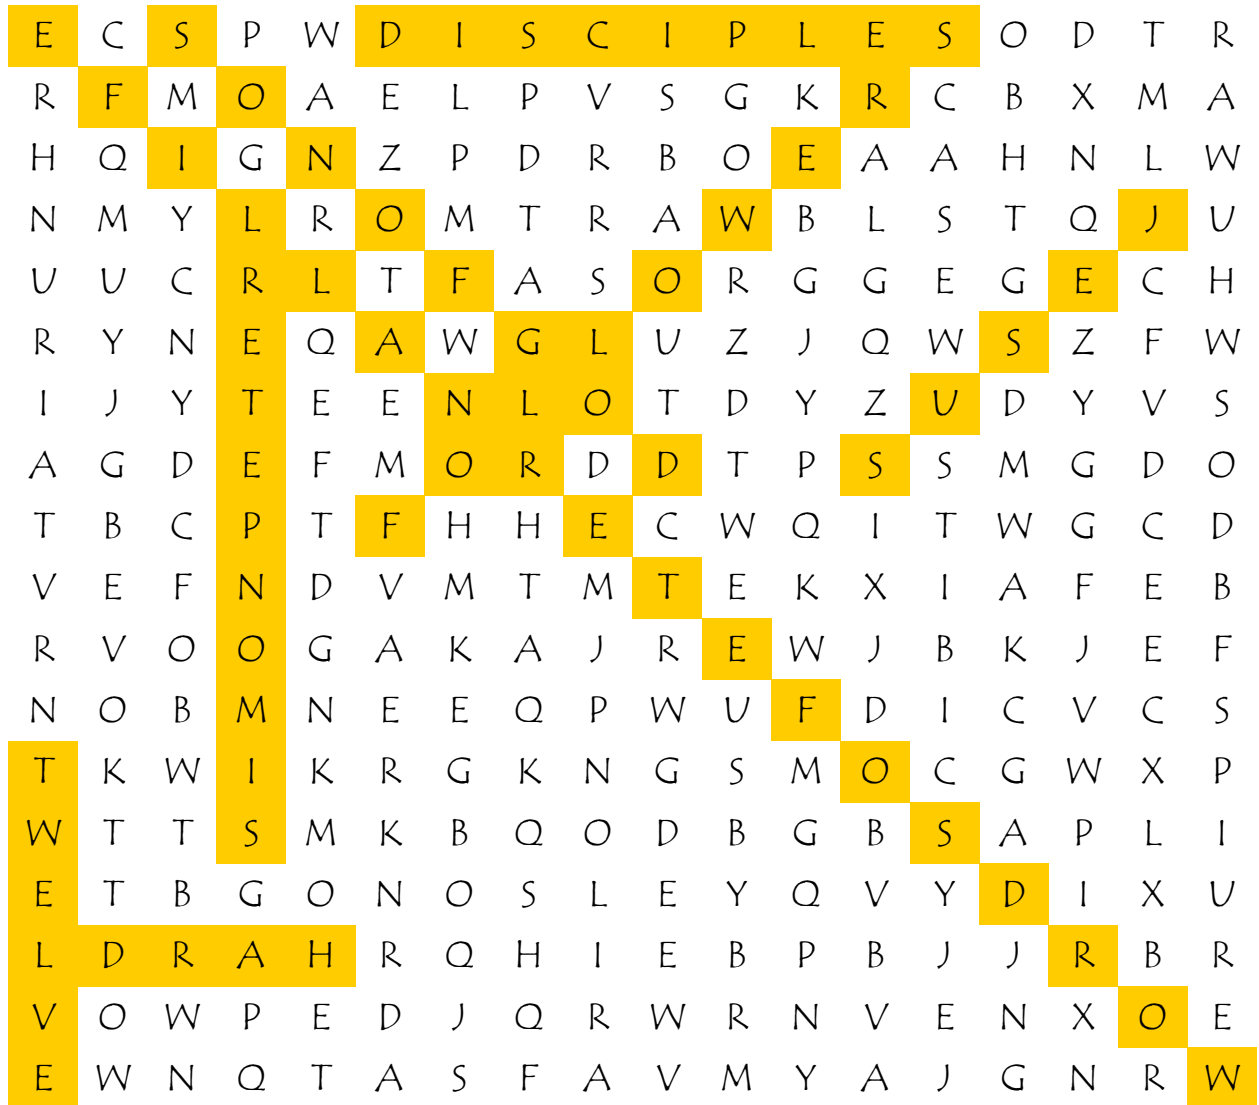 E C S P W D I S C I P L E S O D T R
R F M O A E L P V S G K R C B X M A
H Q I G N Z P D R B O E A A H N L W
N M Y L R O M T R A W B L S T Q J U
U U C R L T F A S O R G G E G E C H
R Y N E Q A W G L U Z J Q W S Z F W
I J Y T E E N L O T D Y Z U D Y V S
A G D E F M O R D D T P S S M G D O
T B C P T F H H E C W Q I T W G C D
V E F N D V M T M T E K X I A F E B
R V O O G A K A J R E W J B K J E F
N O B M N E E Q P W U F D I C V C S
T K W I K R G K N G S M O C G W X P
W T T S M K B Q O D B G B S A P L I
E T B G O N O S L E Y Q V Y D I X U
L D R A H R Q H I E B P B J J R B R
V O W P E D J Q R W R N V E N X O E
E W N Q T A S F A V M Y A J G N R W